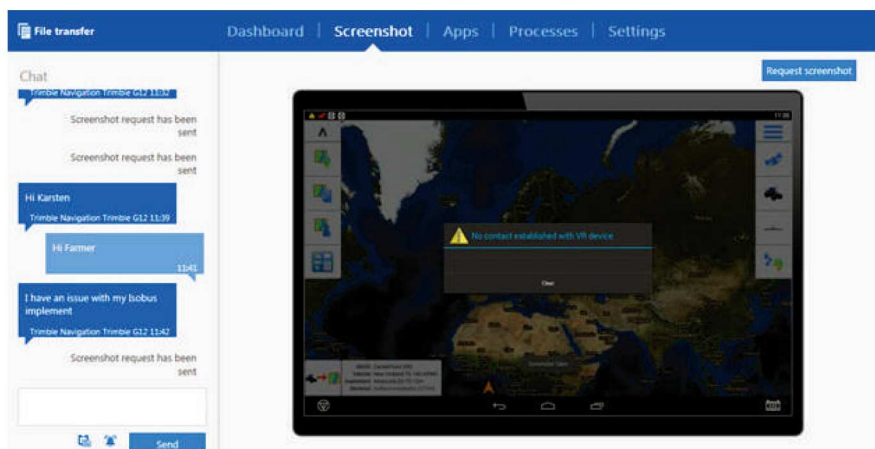 File transfer
Dashboard | Screenshot | Apps | Processes | Settings
Request screenshot
Chat
Trimble Navigation Trimble G12 11:32
Screenshot request has been
sent
Screenshot request has been
sent
Hi Karsten
Trimble Navigation Trimble G12 11:39
Hi Farmer
11:41
I have an issue with my Isobus
implement
Trimble Navigation Trimble G12 11:42
Screenshot request has been
sent
Send
No contact established with VR device
Clear